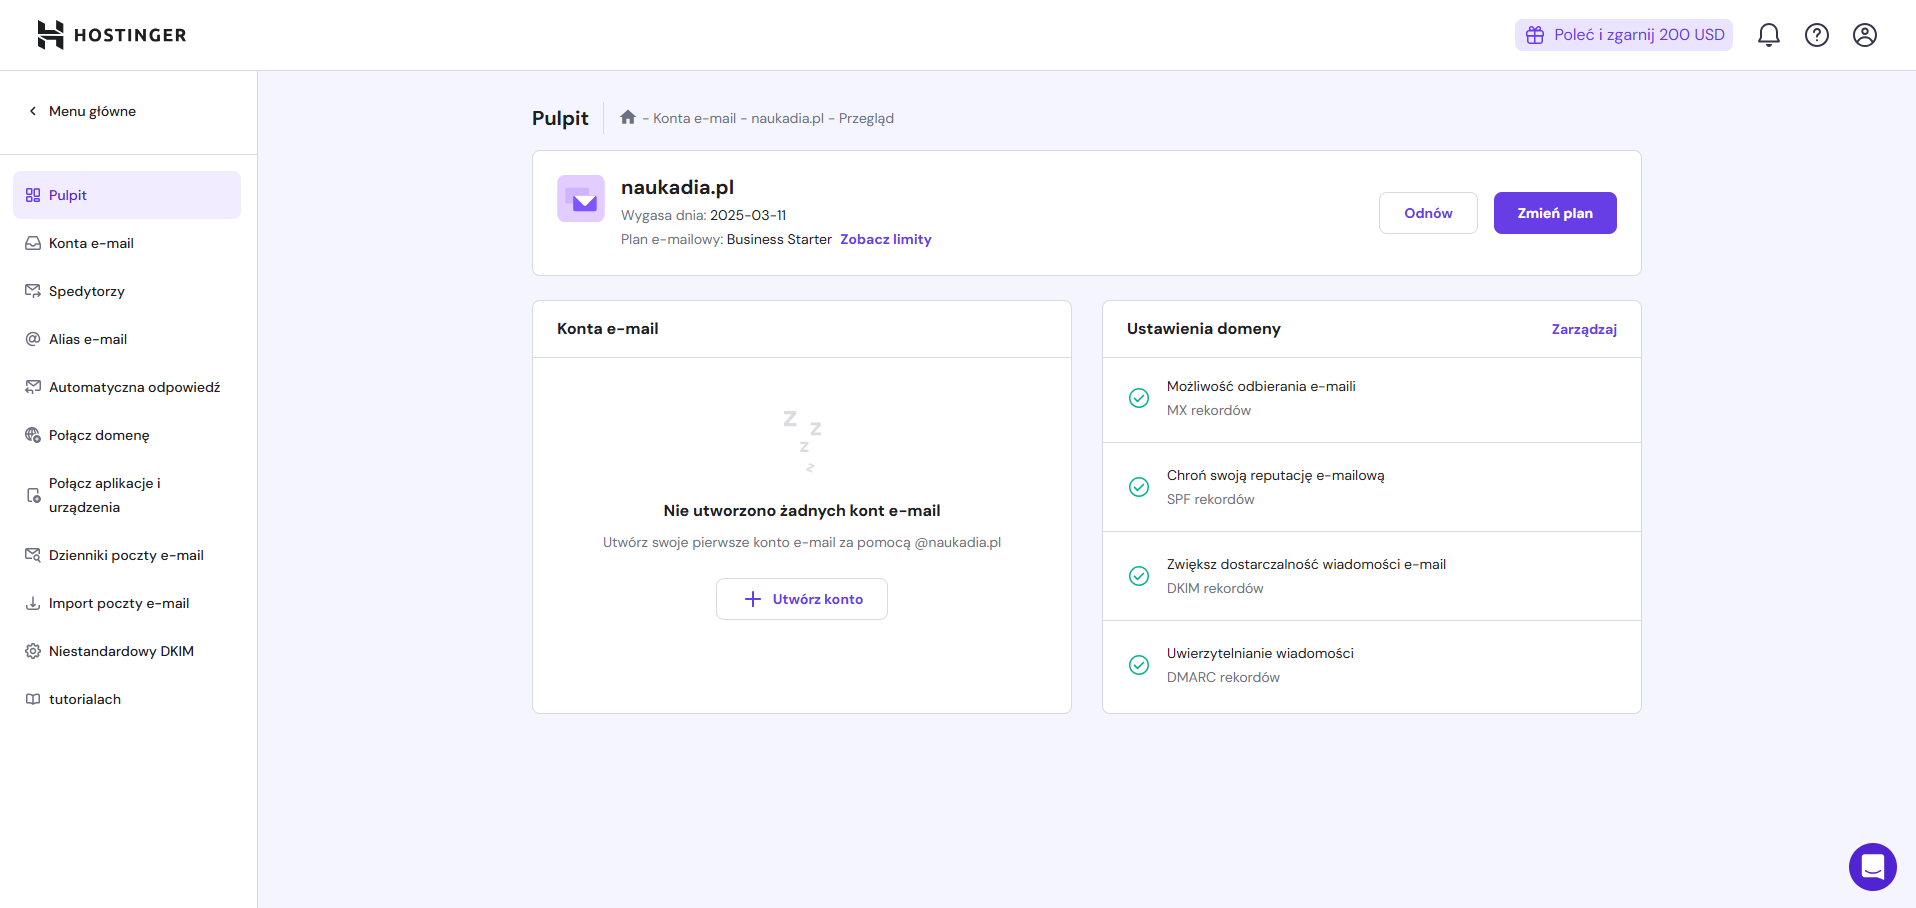 HOSTINGER
Poleć i zgarnij 200 USD
Menu główne
Pulpit
Konta e-mail
Spedytorzy
Alias e-mail
Automatyczna odpowiedź
Połącz domenę
Połącz aplikacje i
urządzenia
Dzienniki poczty e-mail
Import poczty e-mail
Niestandardowy DKIM
tutorialach
Pulpit
- Konta e-mail - naukadia.pl - Przegląd
naukadia.pl
Wygasa dnia: 2025-03-11
Plan e-mailowy: Business Starter Zobacz limity
Odnów
Zmień plan
Konta e-mail
z
z
z
z
Nie utworzono żadnych kont e-mail
Utwórz swoje pierwsze konto e-mail za pomocą @naukadia.pl
Utwórz konto
Ustawienia domeny
Zarządzaj
Możliwość odbierania e-maili
MX rekordów
Chroń swoją reputację e-mailową
SPF rekordów
Zwiększ dostarczalność wiadomości e-mail
DKIM rekordów
Uwierzytelnianie wiadomości
DMARC rekordów